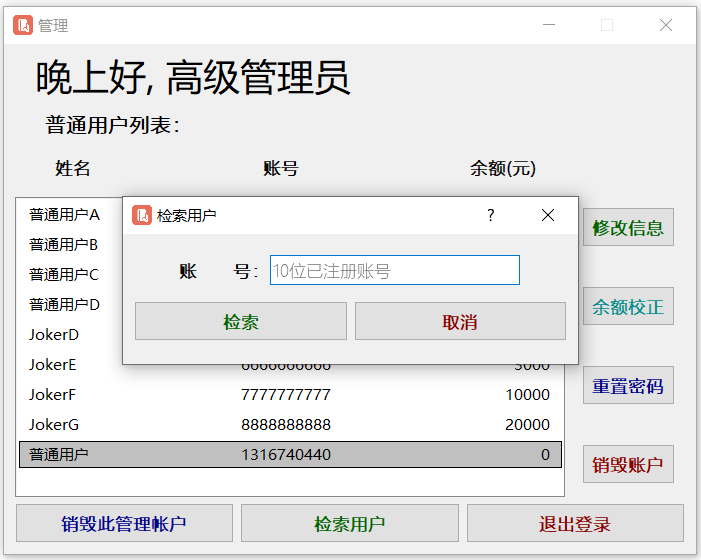 管理
晚上好, 高级管理员
普通用户列表:
姓名 账号 余额(元)
普通用户A
检索用户 ?
修改信息
普通用户B
普通用户C
账 号: 10位已注册账号
普通用户D
余额校正
检索 取消
JokerD
JokerE 6666666666 5000
重置密码
JokerF 7777777777 10000
JokerG 8888888888 20000
普通用户 1316740440 0
销毁账户
销毁此管理帐户 检索用户 退出登录